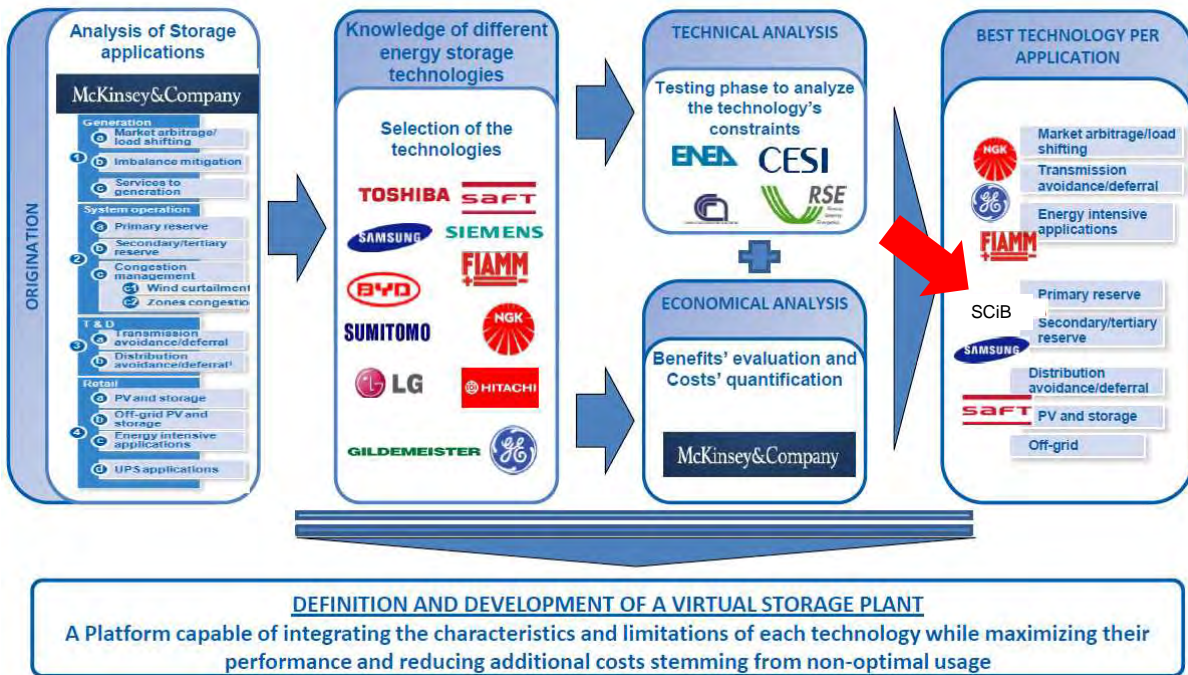 ORIGINATION
Analysis of Storage
applications
McKinsey&Company
Generation
1
a Market arbitrage/
load shifting
b Imbalance mitigation
c Services to
generation
System operation
2
a Primary reserve
b Secondary/tertiary
reserve
c Congestion
management
c1 Wind curtailment
c2 Zones congestio
T & D
3
a Transmission
avoidance/deferral
b Distribution
avoidance/deferral¹
Retail
4
a PV and storage
b Off-grid PV and
storage
c Energy intensive
applications
d UPS applications
Knowledge of different
energy storage
technologies
Selection of the
technologies
TOSHIBA
SAFT
SAMSUNG
SIEMENS
FIAMM
BYD
SUMITOMO
NGK
LG
HITACHI
GILDEMEISTER
GE
TECHNICAL ANALYSIS
Testing phase to analyze
the technology's
constraints
ENEA
CESI
RSE
ECONOMICAL ANALYSIS
Benefits' evaluation and
Costs' quantification
McKinsey&Company
BEST TECHNOLOGY PER
APPLICATION
NGK
GE
FIAMM
Market arbitrage/load
shifting
Transmission
avoidance/deferral
Energy intensive
applications
SCiB
SAMSUNG
SAFT
Primary reserve
Secondary/tertiary
reserve
Distribution
avoidance/deferral
PV and storage
Off-grid
DEFINITION AND DEVELOPMENT OF A VIRTUAL STORAGE PLANT
A Platform capable of integrating the characteristics and limitations of each technology while maximizing their
performance and reducing additional costs stemming from non-optimal usage